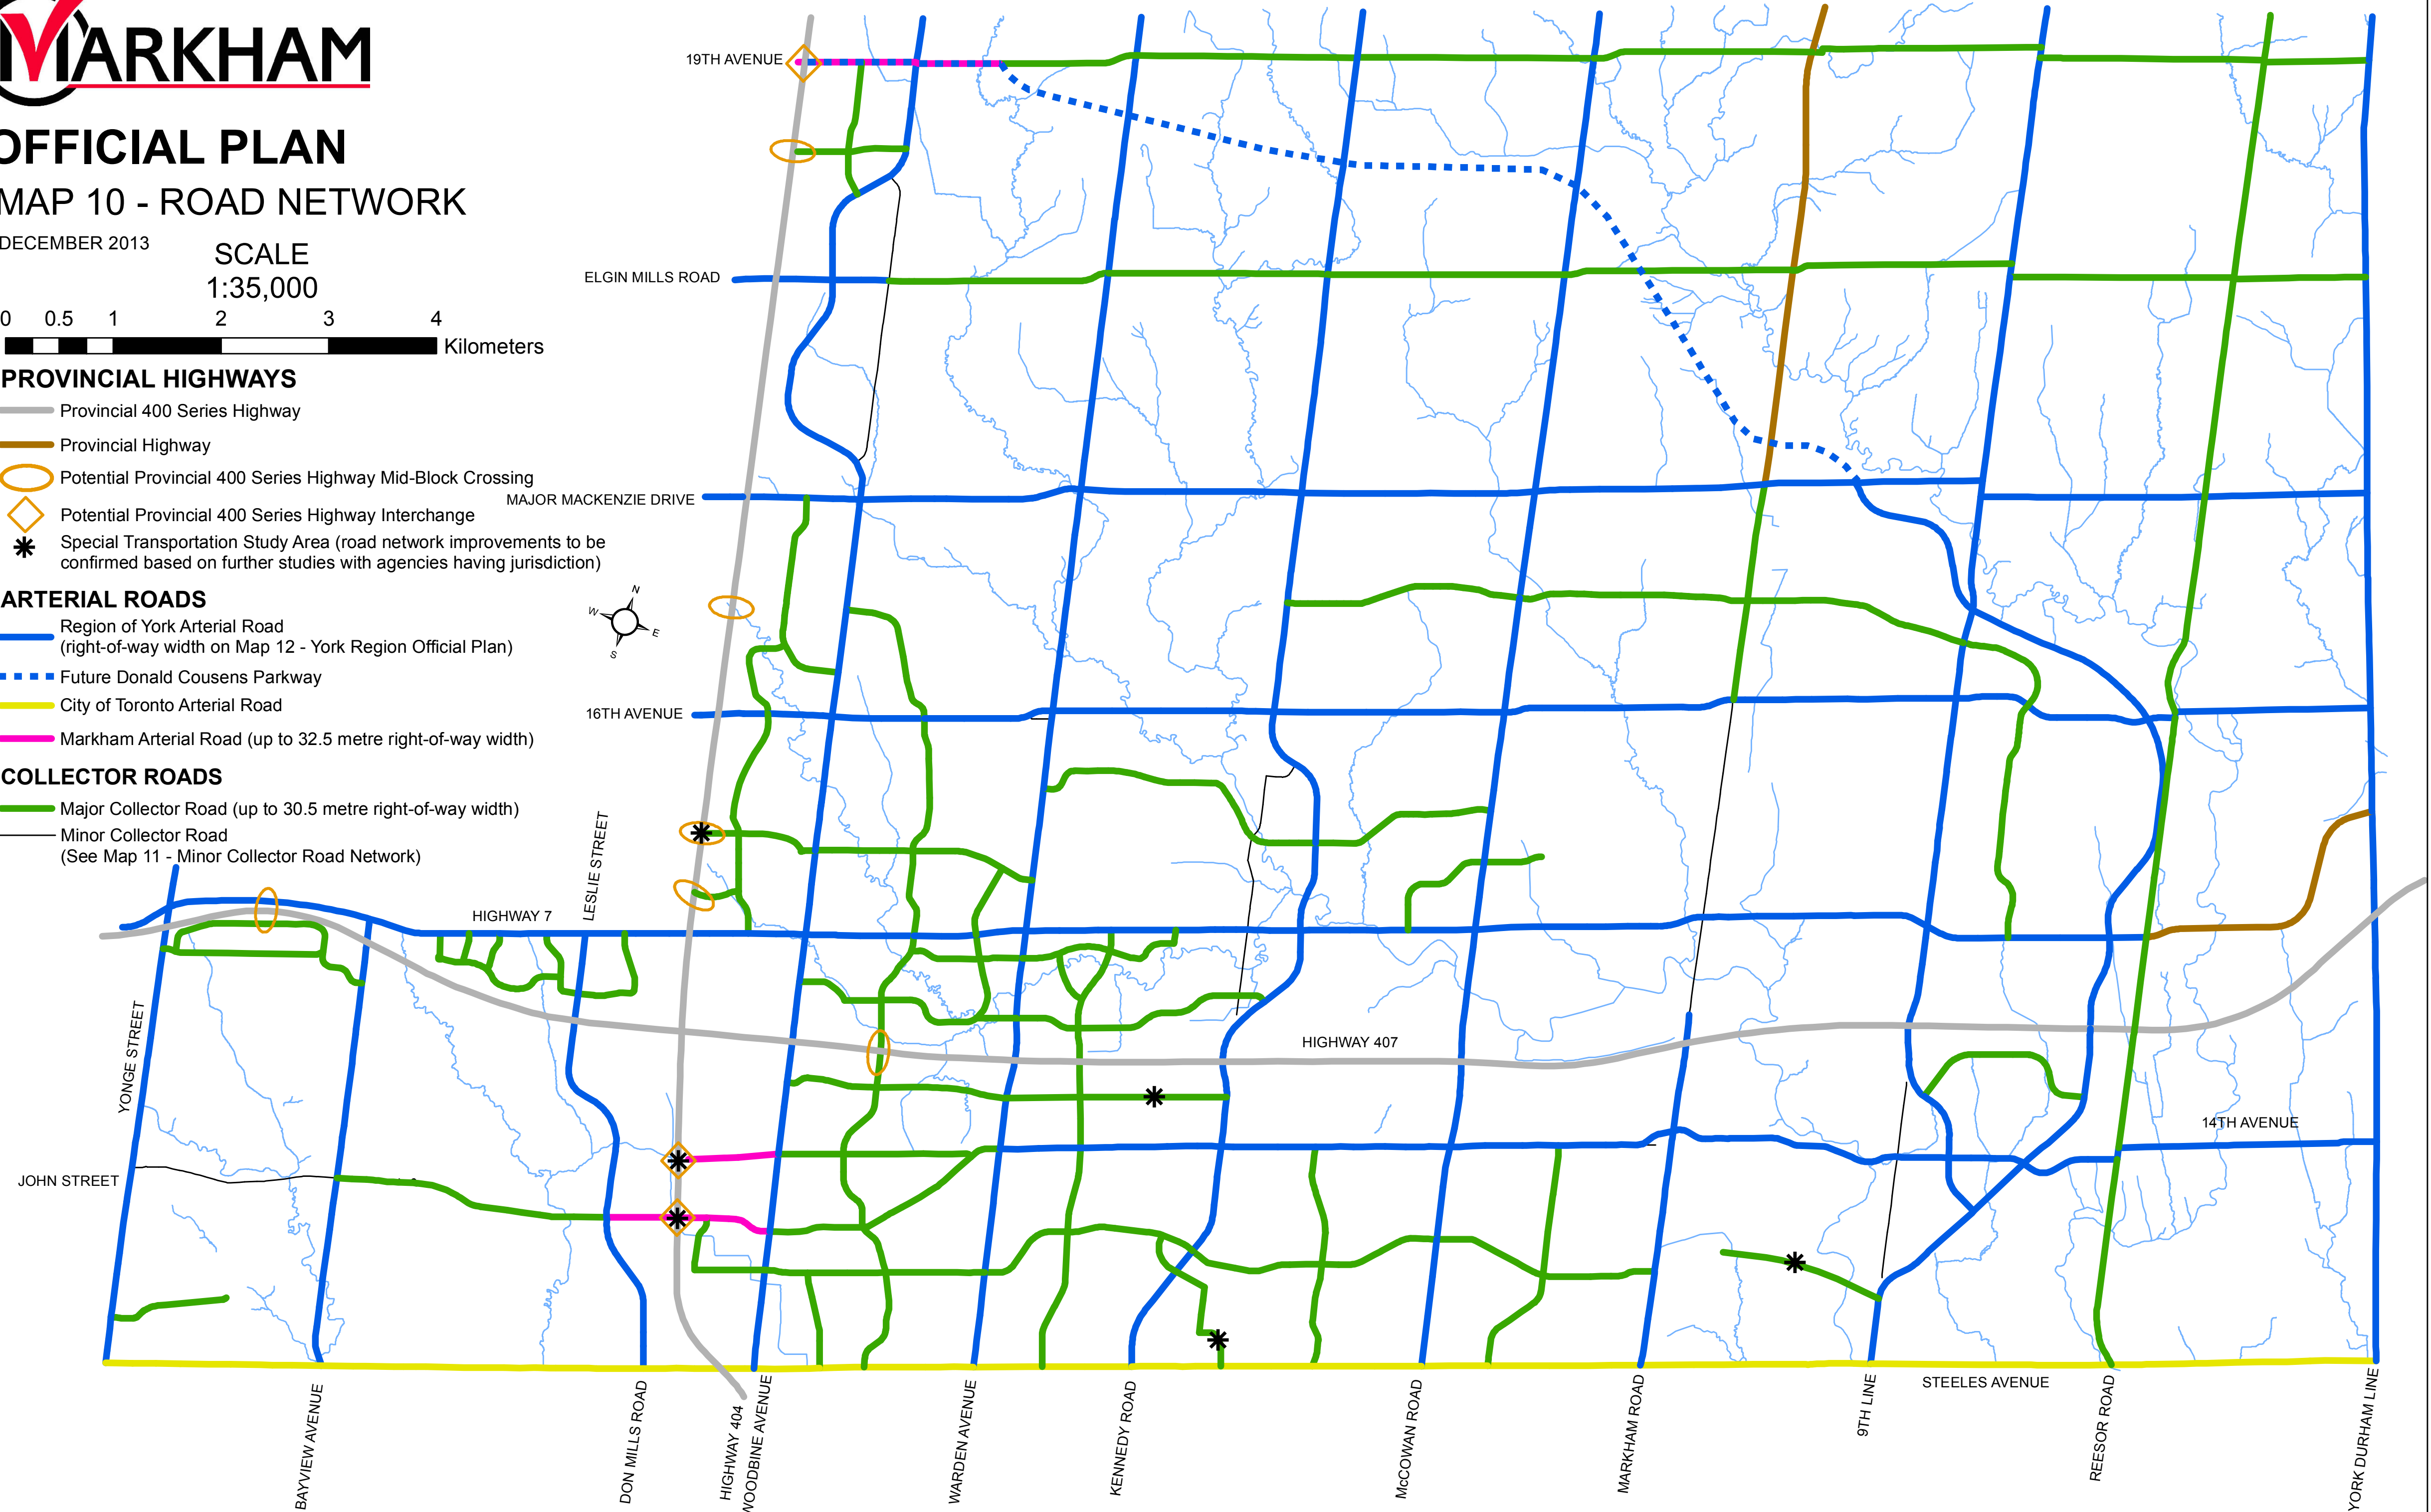 MARKHAM
OFFICIAL PLAN
MAP 10 - ROAD NETWORK
DECEMBER 2013
SCALE
1:35,000
0 0.5 1 2 3 4
Kilometers
PROVINCIAL HIGHWAYS
Provincial 400 Series Highway
Provincial Highway
Potential Provincial 400 Series Highway Mid-Block Crossing
Potential Provincial 400 Series Highway Interchange
Special Transportation Study Area (road network improvements to be
confirmed based on further studies with agencies having jurisdiction)
ARTERIAL ROADS
Region of York Arterial Road
(right-of-way width on Map 12 - York Region Official Plan)
Future Donald Cousens Parkway
City of Toronto Arterial Road
Markham Arterial Road (up to 32.5 metre right-of-way width)
COLLECTOR ROADS
Major Collector Road (up to 30.5 metre right-of-way width)
Minor Collector Road
(See Map 11 - Minor Collector Road Network)
N
W
E
S
19TH AVENUE
ELGIN MILLS ROAD
MAJOR MACKENZIE DRIVE
16TH AVENUE
LESLIE STREET
HIGHWAY 7
YONGE STREET
HIGHWAY 407
14TH AVENUE
JOHN STREET
STEELES AVENUE
BAYVIEW AVENUE
DON MILLS ROAD
HIGHWAY 404
WOODBINE AVENUE
WARDEN AVENUE
KENNEDY ROAD
McCOWAN ROAD
MARKHAM ROAD
9TH LINE
REESOR ROAD
YORK DURHAM LINE